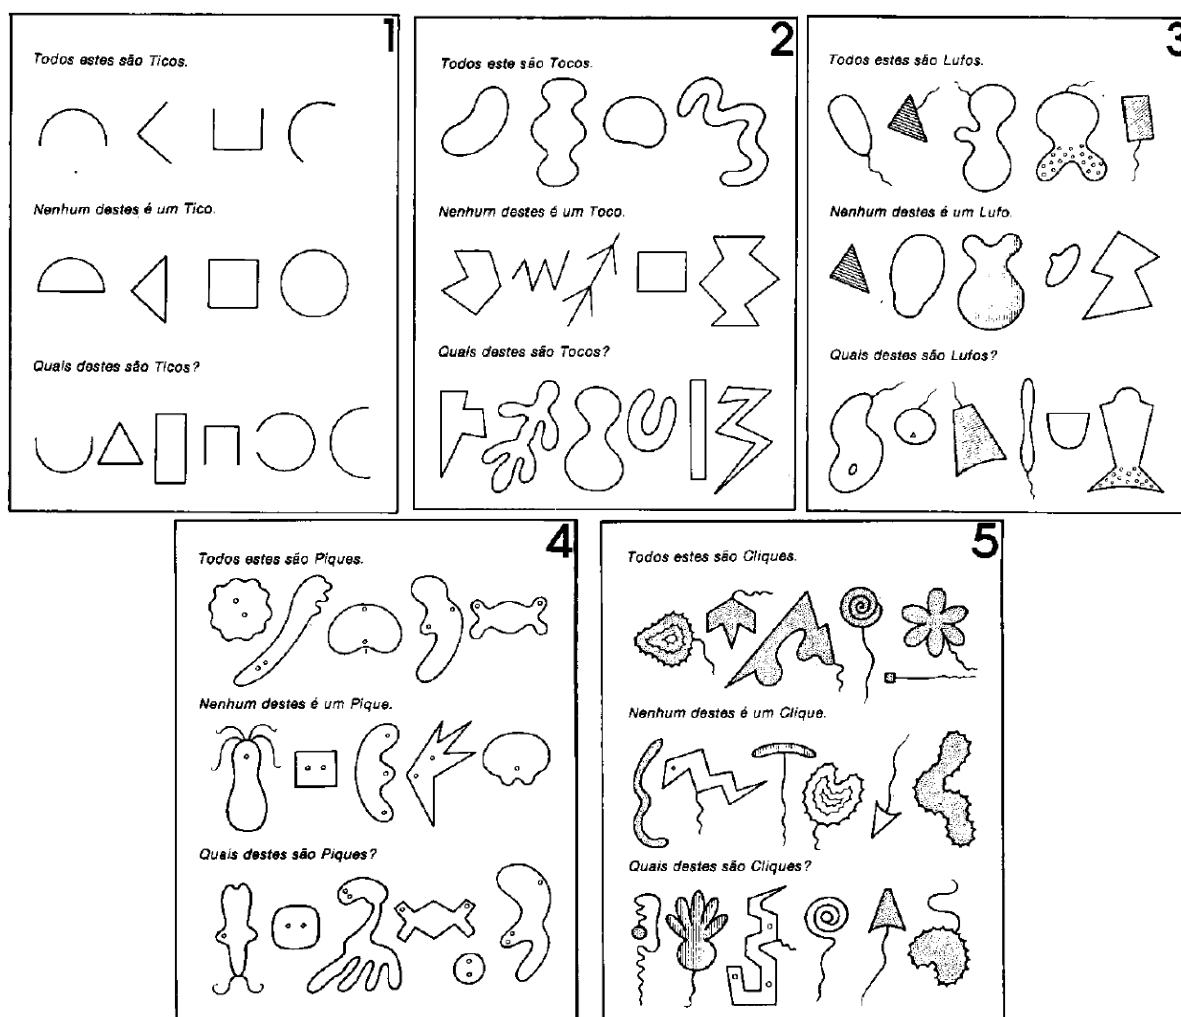 1
Todos estes são Ticos.
Nenhum destes é um Tico.
Quais destes são Ticos?
2
Todos este são Tocos.
Nenhum destes é um Toco.
Quais destes são Tocos?
3
Todos estes são Lufos.
Nenhum destes é um Lufo.
Quais destes são Lufos?
4
Todos estes são Piques.
Nenhum destes é um Pique.
Quais destes são Piques?
5
Todos estes são Cliques.
Nenhum destes é um Clique.
Quais destes são Cliques?